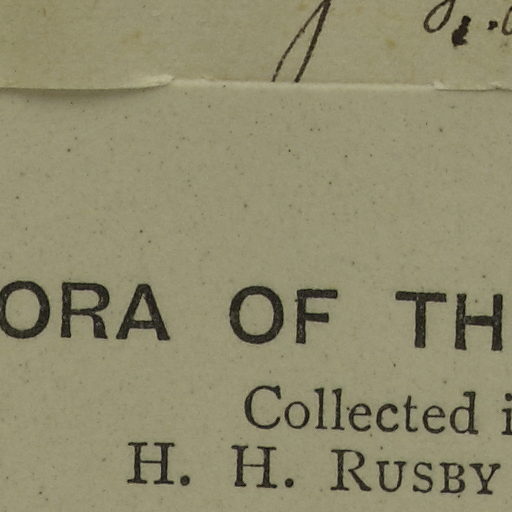 ORA OF TH
Collected i
H. H. RUSBY